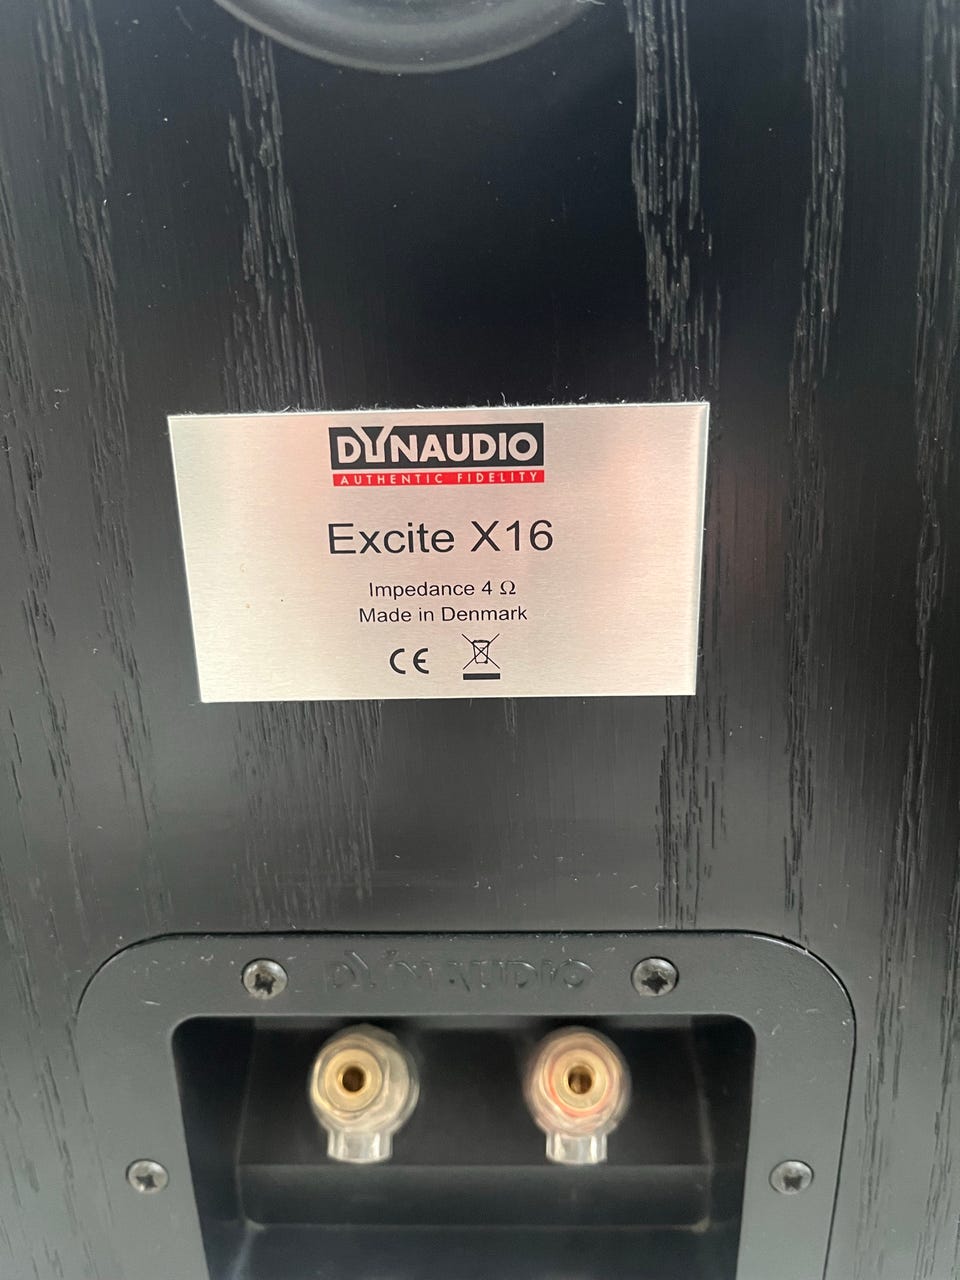 DYNAUDIO
AUTHENTIC FIDELITY
Excite X16
Impedance 4 Ω
Made in Denmark
CE
DYNAUDIO